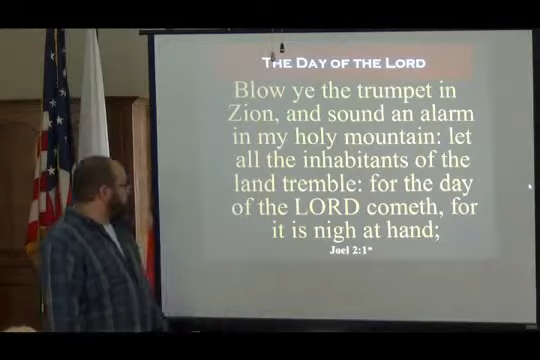 THE DAY OF THE LORD
Blow ye the trumpet in
Zion, and sound an alarm
in my holy mountain: let
all the inhabitants of the
land tremble: for the day
of the LORD cometh, for
it is nigh at hand;
Joel 2:1"